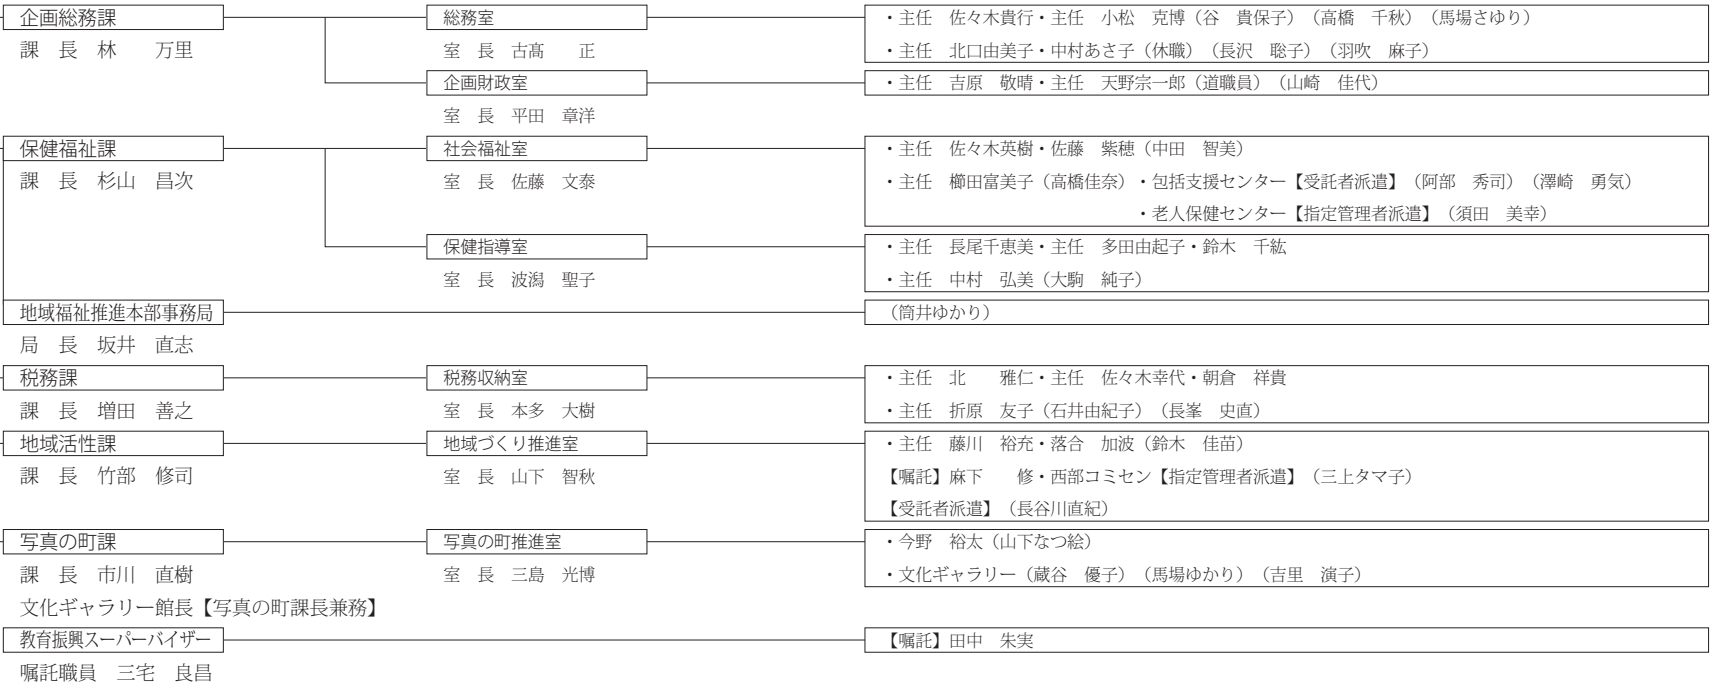 企画総務課　総務室　・主任　佐々木貴行・主任　小松　克博（谷　貴保子）（高橋　千秋）（馬場さゆり）
課　長　林　　万里　室　長　古髙　　正　・主任　北口由美子・中村あさ子（休職）（長沢　聡子）（羽吹　麻子）
企画財政室　・主任　吉原　敬晴・主任　天野宗一郎（道職員）（山崎　佳代）
室　長　平田　章洋
保健福祉課　社会福祉室　・主任　佐々木英樹・佐藤　紫穂（中田　智美）
課　長　杉山　昌次　室　長　佐藤　文泰　・主任　櫛田富美子（高橋佳奈）・包括支援センター【受託者派遣】（阿部　秀司）（澤崎　勇気）
・老人保健センター【指定管理者派遣】（須田　美幸）
保健指導室　・主任　長尾千恵美・主任　多田由起子・鈴木　千紘
室　長　波潟　聖子　・主任　中村　弘美（大駒　純子）
地域福祉推進本部事務局　（筒井ゆかり）
局　長　坂井　直志
税務課　税務収納室　・主任　北　　雅仁・主任　佐々木幸代・朝倉　祥貴
課　長　増田　善之　室　長　本多　大樹　・主任　折原　友子（石井由紀子）（長峯　史直）
地域活性課　地域づくり推進室　・主任　藤川　裕充・落合　加波（鈴木　佳苗）
課　長　竹部　修司　室　長　山下　智秋　【嘱託】麻下　　修・西部コミセン【指定管理者派遣】（三上タマ子）
【受託者派遣】（長谷川直紀）
写真の町課　写真の町推進室　・今野　裕太（山下なつ絵）
課　長　市川　直樹　室　長　三島　光博　・文化ギャラリー（蔵谷　優子）（馬場ゆかり）（吉里　演子）
文化ギャラリー館長【写真の町課長兼務】
教育振興スーパーバイザー　【嘱託】田中　朱実
嘱託職員　三宅　良昌